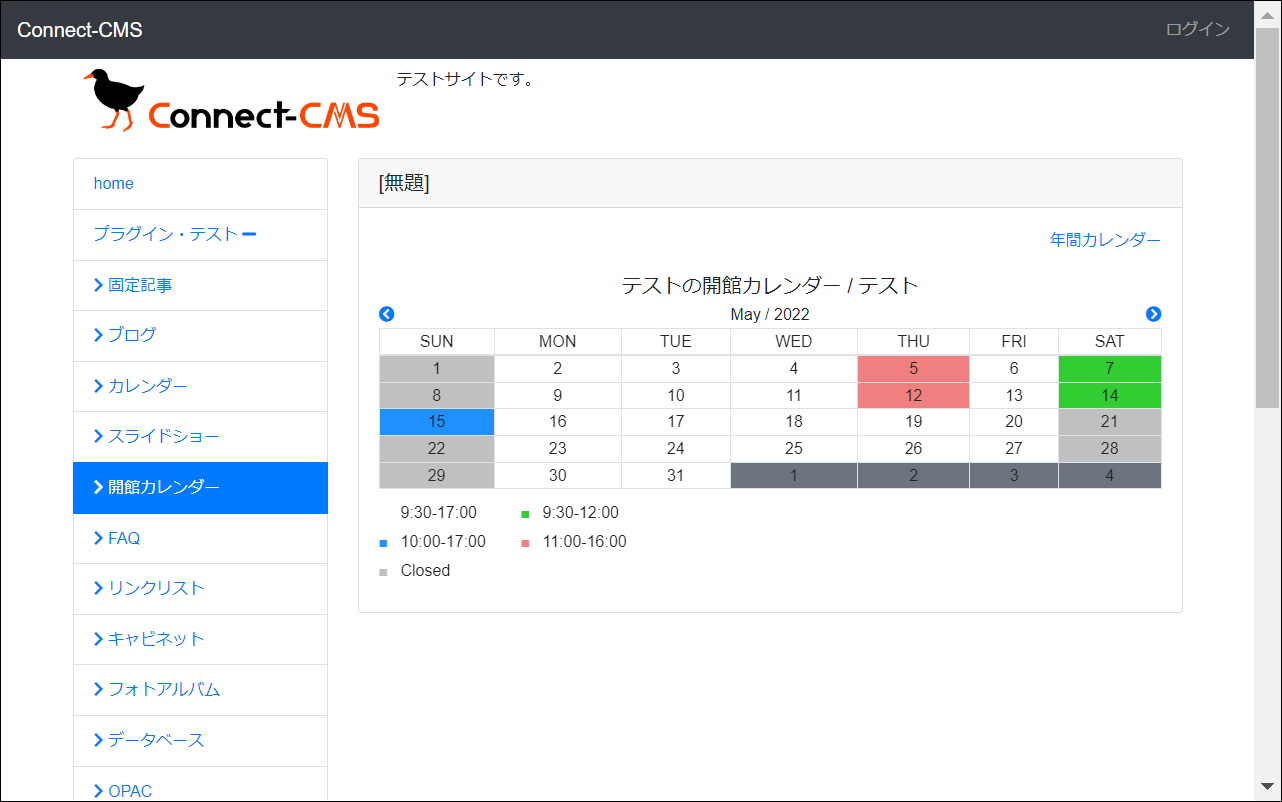 Connect-CMS
ログイン
Connect-CMS
テストサイトです。
home
プラグイン・テスト
固定記事
ブログ
カレンダー
スライドショー
開館カレンダー
FAQ
リンクリスト
キャビネット
フォトアルバム
データベース
OPAC
[無題]
年間カレンダー
テストの開館カレンダー / テスト
May / 2022
SUN MON TUE WED THU FRI SAT
1 2 3 4 5 6 7
8 9 10 11 12 13 14
15 16 17 18 19 20 21
22 23 24 25 26 27 28
29 30 31 1 2 3 4
9:30-17:00 9:30-12:00
10:00-17:00 11:00-16:00
Closed